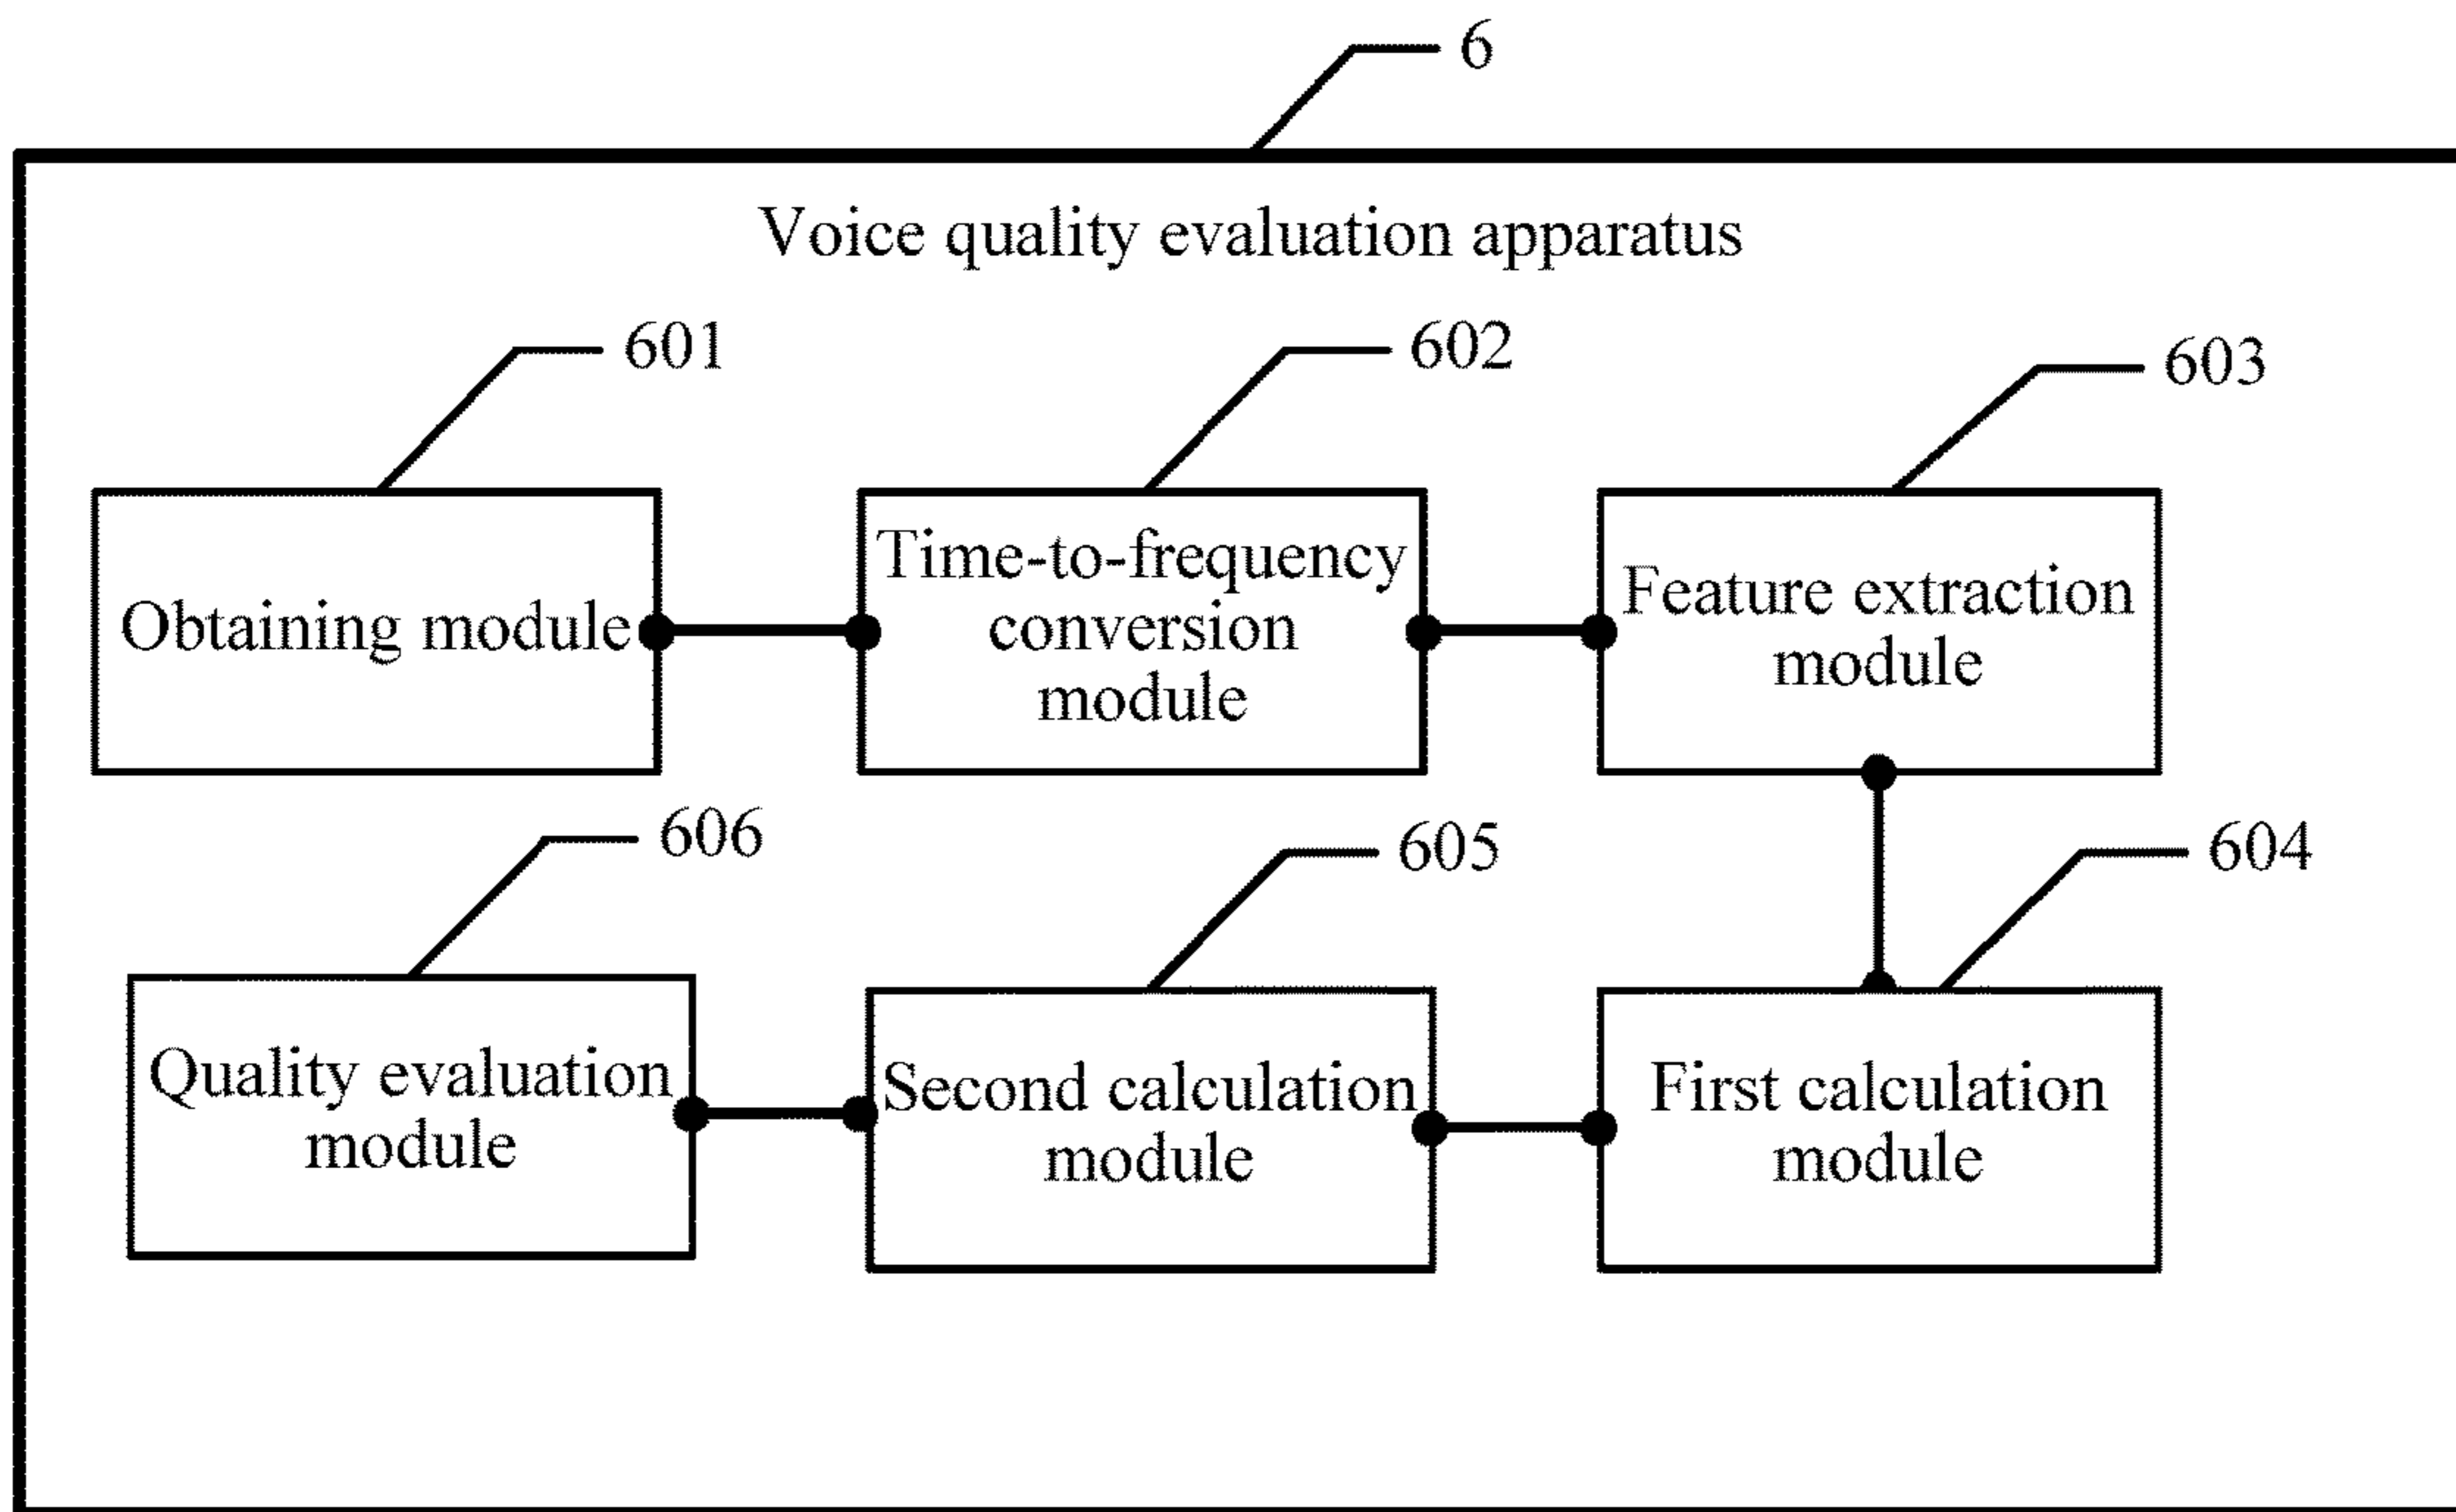 6
Voice quality evaluation apparatus
601
602
603
Obtaining module
Time-to-frequency
conversion
module
Feature extraction
module
606
605
604
Quality evaluation
module
Second calculation
module
First calculation
module